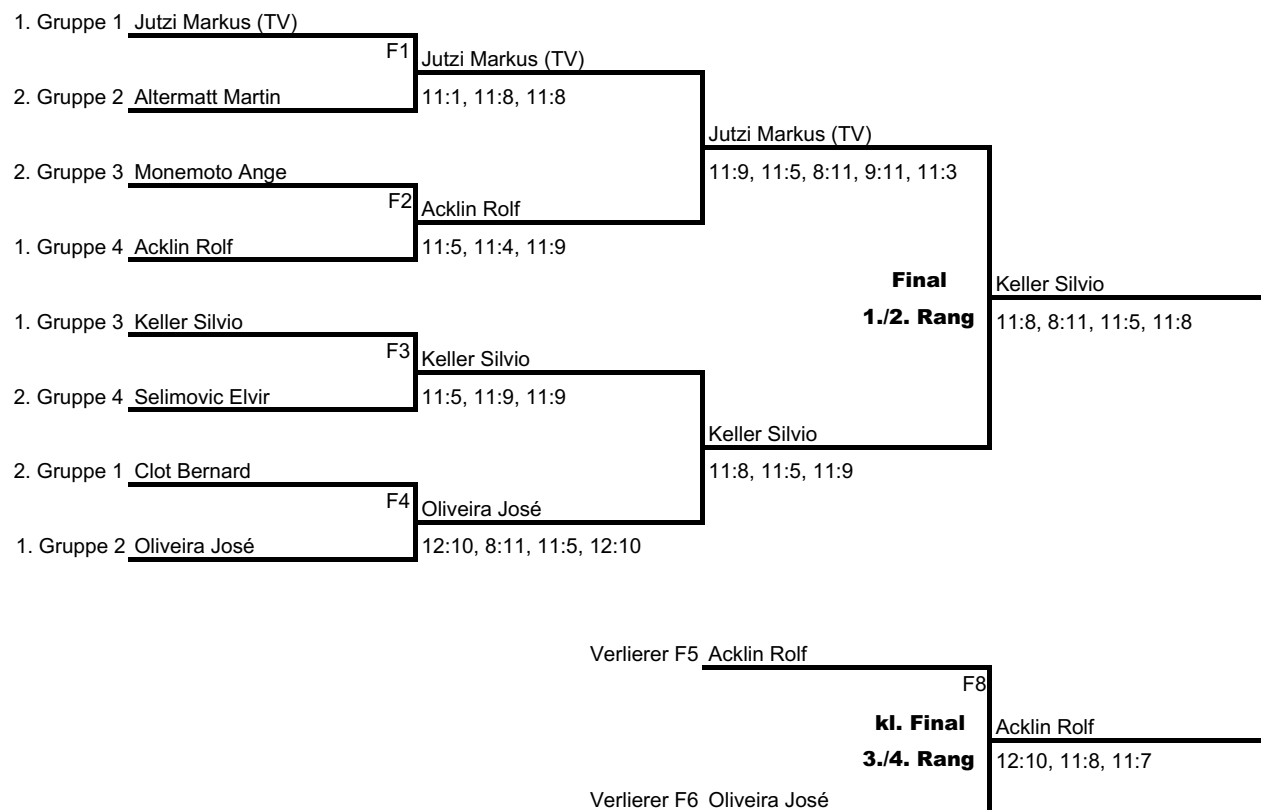 1. Gruppe 1 Jutzi Markus (TV)
F1
Jutzi Markus (TV)
2. Gruppe 2 Altermatt Martin
11:1, 11:8, 11:8
Jutzi Markus (TV)
2. Gruppe 3 Monemoto Ange
11:9, 11:5, 8:11, 9:11, 11:3
F2
Acklin Rolf
1. Gruppe 4 Acklin Rolf
11:5, 11:4, 11:9
Final
Keller Silvio
1. Gruppe 3 Keller Silvio
1./2. Rang
11:8, 8:11, 11:5, 11:8
F3
Keller Silvio
2. Gruppe 4 Selimovic Elvir
11:5, 11:9, 11:9
Keller Silvio
2. Gruppe 1 Clot Bernard
11:8, 11:5, 11:9
F4
Oliveira José
1. Gruppe 2 Oliveira José
12:10, 8:11, 11:5, 12:10
Verlierer F5 Acklin Rolf
F8
kl. Final
Acklin Rolf
3./4. Rang
12:10, 11:8, 11:7
Verlierer F6 Oliveira José